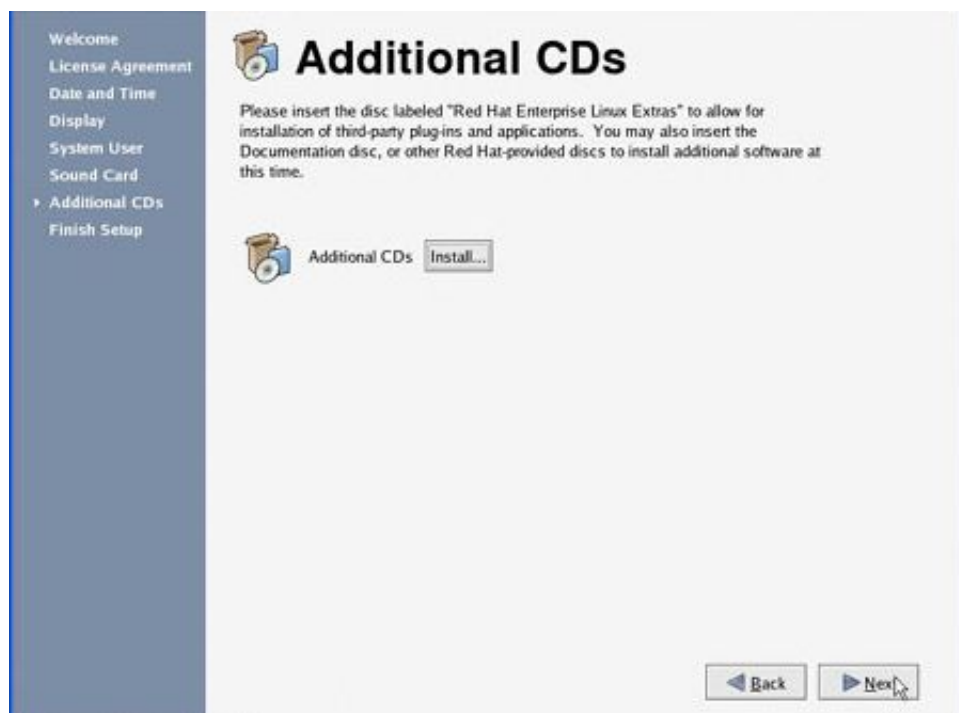 Welcome
License Agreement
Date and Time
Display
System User
Sound Card
Additional CDs
Finish Setup
Additional CDs
Please insert the disc labeled "Red Hat Enterprise Linux Extras" to allow for
installation of third-party plug-ins and applications. You may also insert the
Documentation disc, or other Red Hat-provided discs to install additional software at
this time.
Additional CDs Install...
Back Next